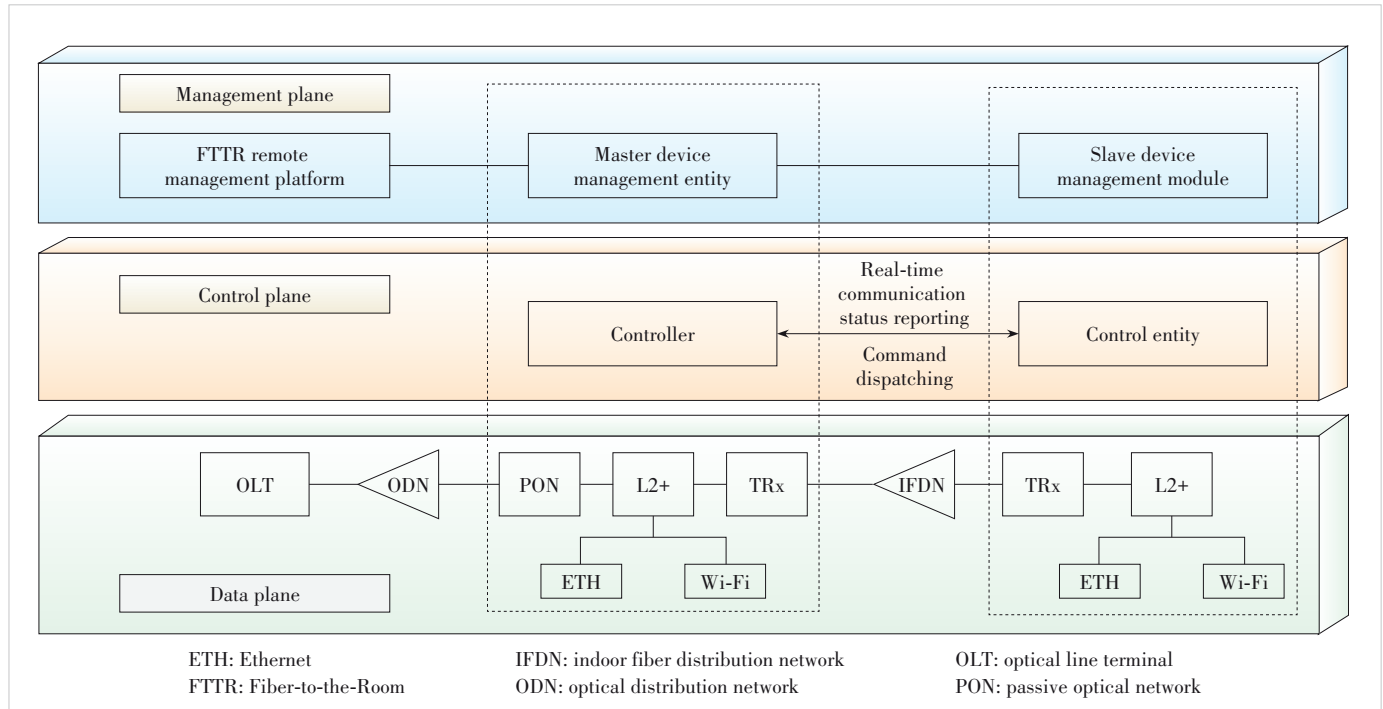 Management plane
FTTR remote
management platform
Master device
management entity
Slave device
management module
Control plane
Controller
Real-time
communication
status reporting
Command
dispatching
Control entity
OLT
ODN
PON
L2+
TRx
IFDN
TRx
L2+
ETH
Wi-Fi
ETH
Wi-Fi
Data plane
ETH: Ethernet
FTTR: Fiber-to-the-Room
IFDN: indoor fiber distribution network
ODN: optical distribution network
OLT: optical line terminal
PON: passive optical network